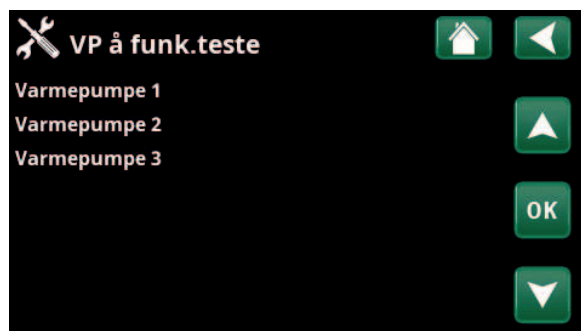 VP å funk.teste
Varmepumpe 1
Varmepumpe 2
Varmepumpe 3
OK